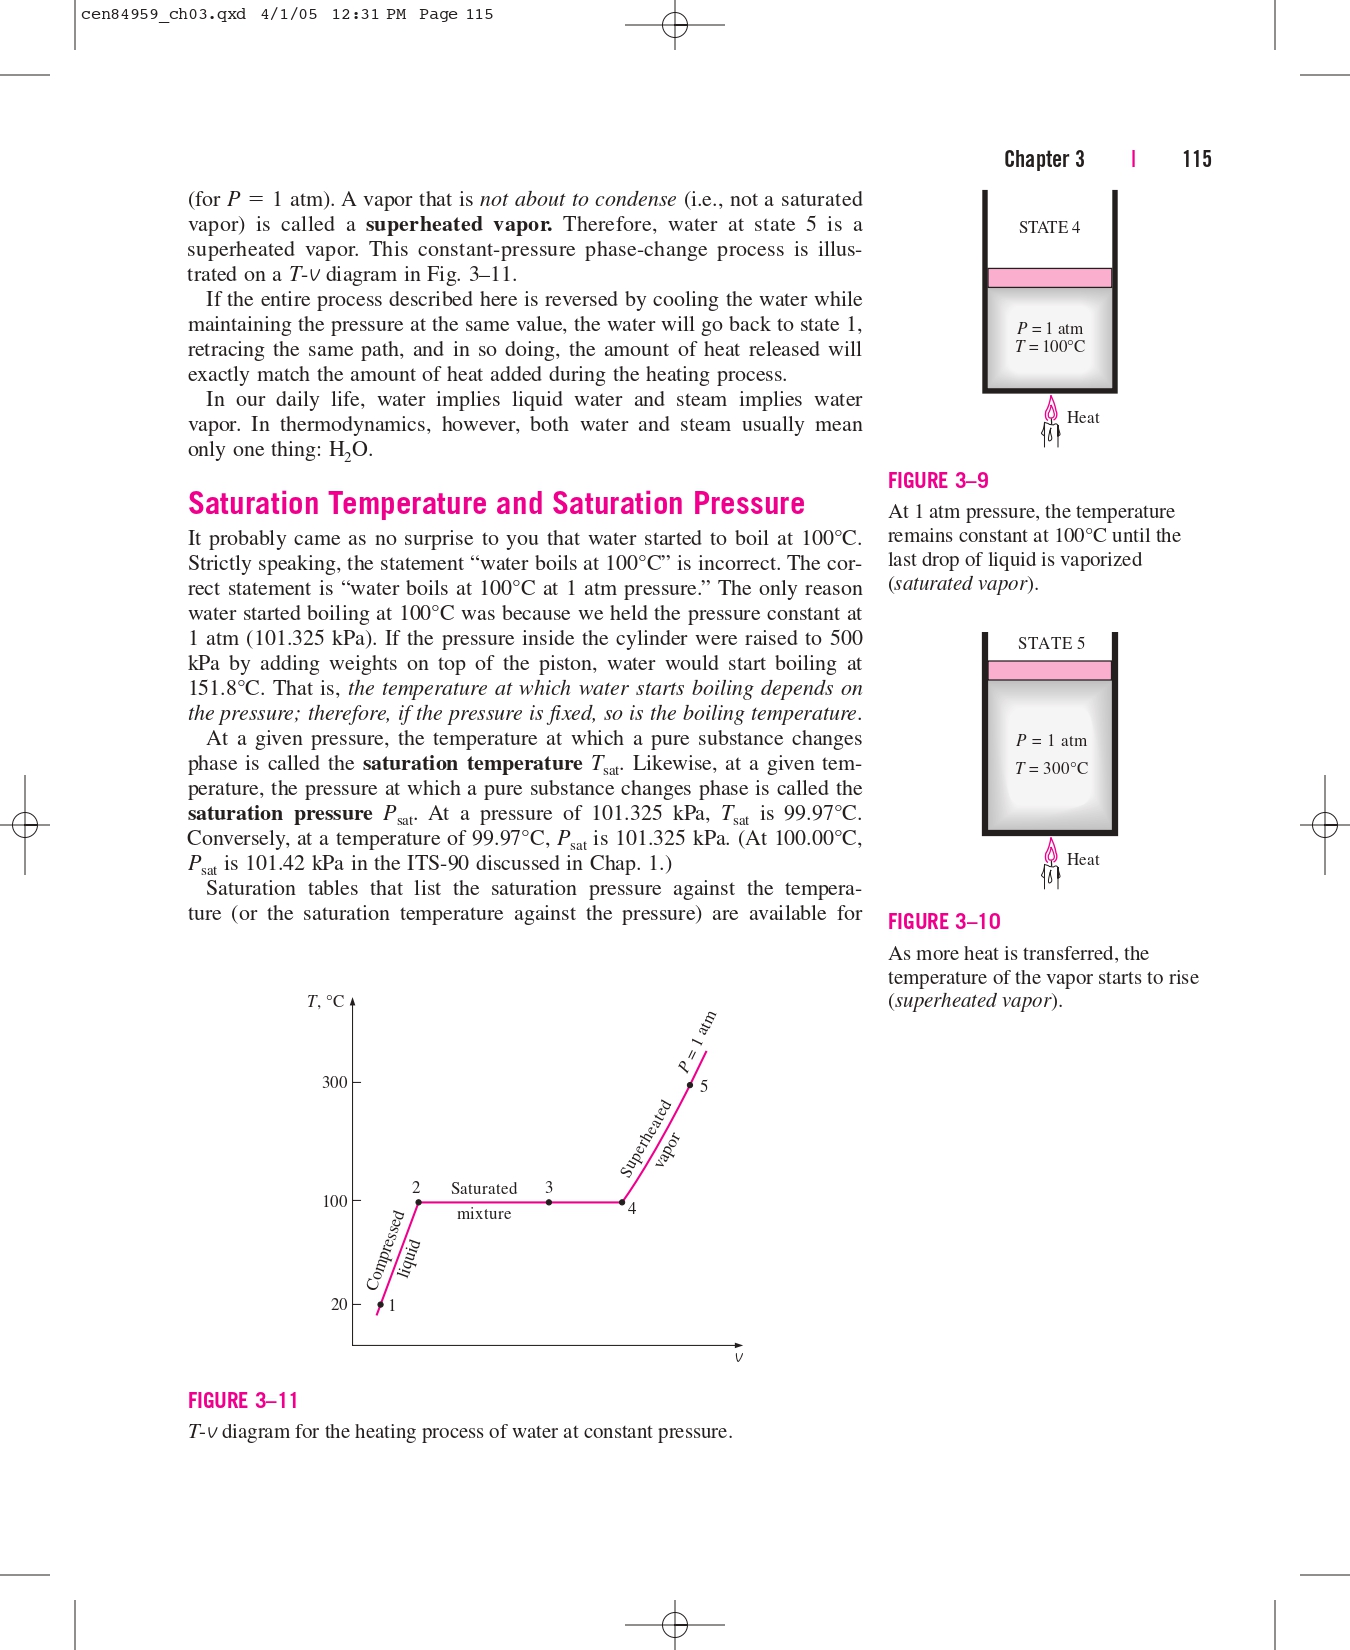 cen84959_ch03.qxd 4/1/05 12:31 PM Page 115
Chapter 3 | 115
(for P = 1 atm). A vapor that is not about to condense (i.e., not a saturated
vapor) is called a superheated vapor. Therefore, water at state 5 is a
superheated vapor. This constant-pressure phase-change process is illus-
trated on a T-v diagram in Fig. 3–11.
If the entire process described here is reversed by cooling the water while
maintaining the pressure at the same value, the water will go back to state 1,
retracing the same path, and in so doing, the amount of heat released will
exactly match the amount of heat added during the heating process.
In our daily life, water implies liquid water and steam implies water
vapor. In thermodynamics, however, both water and steam usually mean
only one thing: H₂O.
Saturation Temperature and Saturation Pressure
It probably came as no surprise to you that water started to boil at 100°C.
Strictly speaking, the statement “water boils at 100°C” is incorrect. The cor-
rect statement is “water boils at 100°C at 1 atm pressure.” The only reason
water started boiling at 100°C was because we held the pressure constant at
1 atm (101.325 kPa). If the pressure inside the cylinder were raised to 500
kPa by adding weights on top of the piston, water would start boiling at
151.8°C. That is, the temperature at which water starts boiling depends on
the pressure; therefore, if the pressure is fixed, so is the boiling temperature.
At a given pressure, the temperature at which a pure substance changes
phase is called the saturation temperature Tsat. Likewise, at a given tem-
perature, the pressure at which a pure substance changes phase is called the
saturation pressure Psat. At a pressure of 101.325 kPa, Tsat is 99.97°C.
Conversely, at a temperature of 99.97°C, Psat is 101.325 kPa. (At 100.00°C,
Psat is 101.42 kPa in the ITS-90 discussed in Chap. 1.)
Saturation tables that list the saturation pressure against the tempera-
ture (or the saturation temperature against the pressure) are available for
STATE 4
P = 1 atm
T = 100°C
Heat
FIGURE 3–9
At 1 atm pressure, the temperature
remains constant at 100°C until the
last drop of liquid is vaporized
(saturated vapor).
STATE 5
P = 1 atm
T = 300°C
Heat
FIGURE 3–10
As more heat is transferred, the
temperature of the vapor starts to rise
(superheated vapor).
T, °C
300
100
20
P = 1 atm
5
Superheated
vapor
2
Saturated
mixture
3
4
Compressed
liquid
1
v
FIGURE 3–11
T-v diagram for the heating process of water at constant pressure.